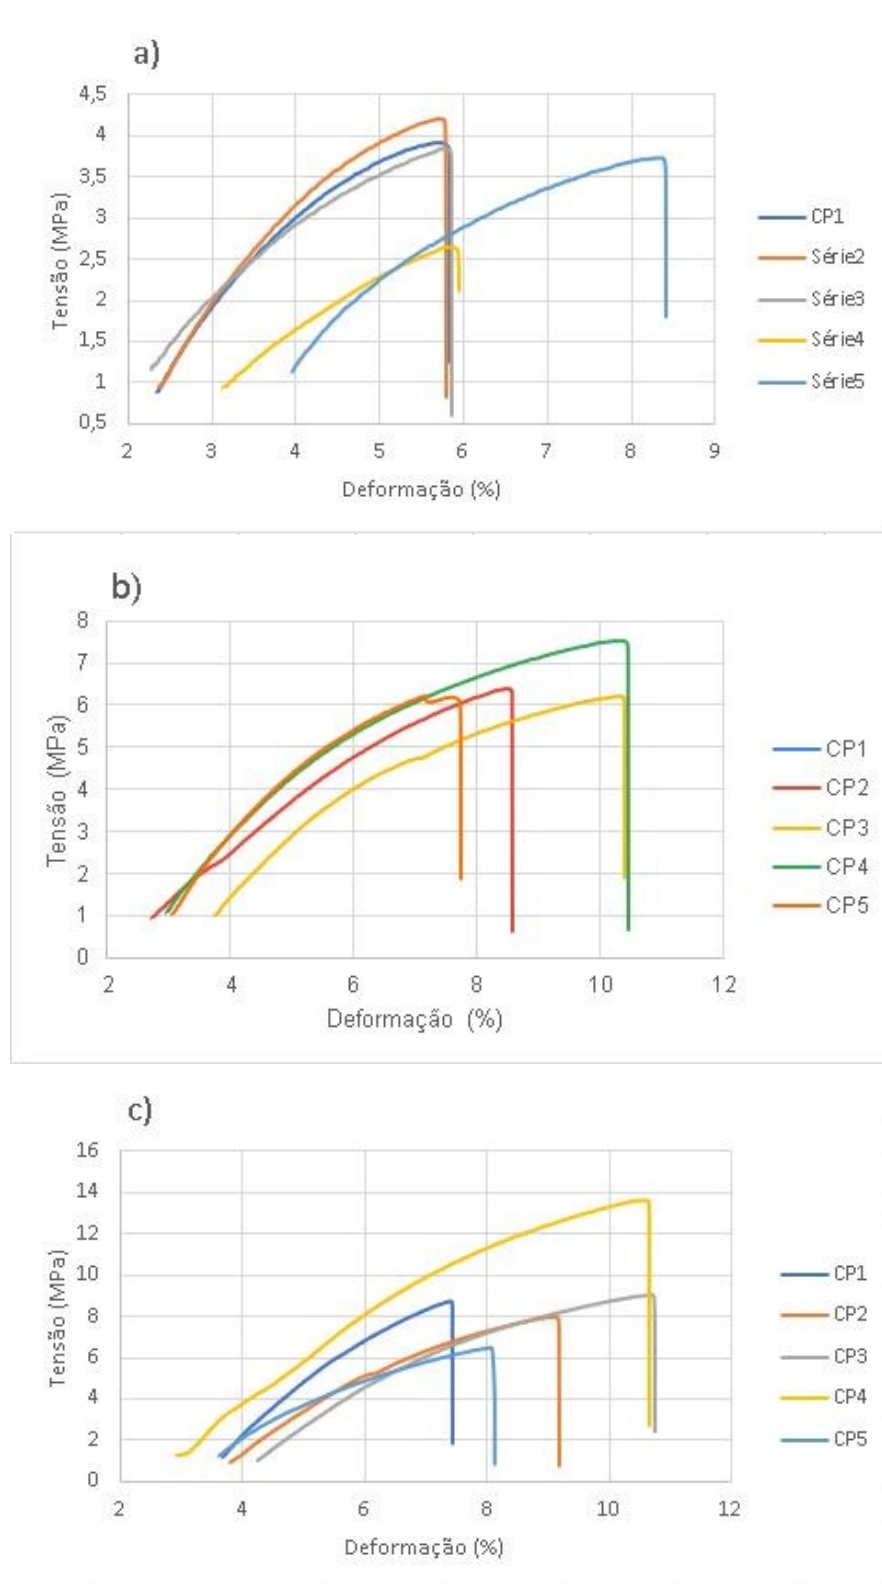 a)
4,5
4
3,5
3
2,5
2
1,5
1
0,5
Tensão (MPa)
2 3 4 5 6 7 8 9
Deformação (%)
CP1
Série2
Série3
Série4
Série5
b)
8
7
6
5
4
3
2
1
0
Tensão (MPa)
2 4 6 8 10 12
Deformação (%)
CP1
CP2
CP3
CP4
CP5
c)
16
14
12
10
8
6
4
2
0
Tensão (MPa)
2 4 6 8 10 12
Deformação (%)
CP1
CP2
CP3
CP4
CP5